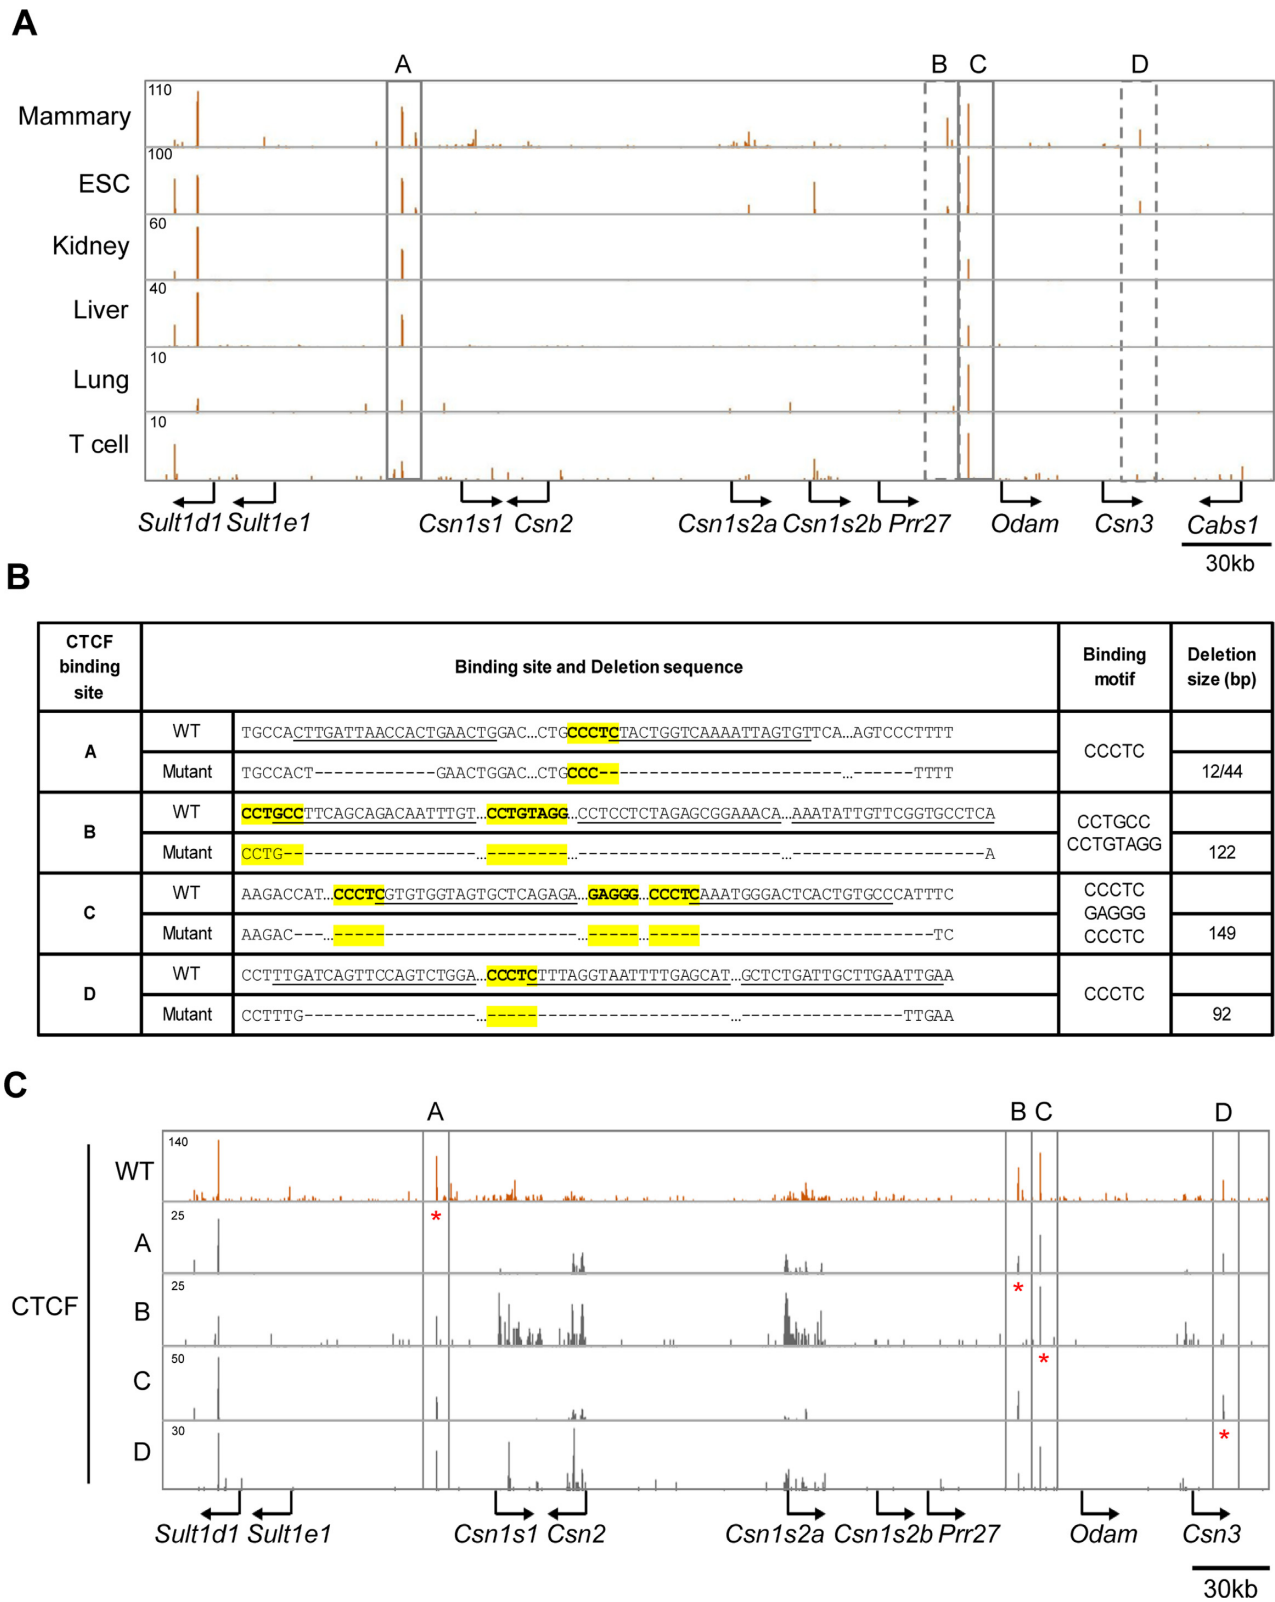 A
A B C D
Mammary 110
ESC 100
Kidney 60
Liver 40
Lung 10
T cell 10
Sult1d1 Sult1e1 Csn1s1 Csn2 Csn1s2a Csn1s2b Prr27 Odam Csn3 Cabs1
30kb
B
CTCF binding site Binding site and Deletion sequence Binding motif Deletion size (bp)
A WT TGCCACTTGATTAACCACTGAACTGGAC...CTGCCCTCTACTGGTCAAAATTAGTGTTCA...AGTCCCTTTT CCCTC
Mutant TGCCACT------------GAACTGGAC...CTGCCC------------------------...------TTTT 12/44
B WT CCTGCCTTCAGCAGACAATTTGT...CCTGTAGG...CCTCCTCTAGAGCGGAAACA...AAATATTGTTCGGTGCCTCA CCTGCC CCTGTAGG
Mutant CCTG-------------------...--------...--------------------...-------------------A 122
C WT AAGACCAT...CCCTCGTGTGGTAGTGCTCAGAGA...GAGGG...CCCTCAAATGGGACTCACTGTGCCCATTTC CCCTC GAGGG CCCTC
Mutant AAGAC---...------------------------...-----...----------------------------TC 149
D WT CCTTTGATCAGTTCCAGTCTGGA...CCCTCTTTAGGTAATTTTGAGCAT...GCTCTGATTGCTTGAATTGAA CCCTC
Mutant CCTTTG-----------------...------------------------...----------------TTGAA 92
C
A B C D
CTCF
WT 140
A 25 *
B 25 *
C 50 *
D 30 *
Sult1d1 Sult1e1 Csn1s1 Csn2 Csn1s2a Csn1s2b Prr27 Odam Csn3
30kb